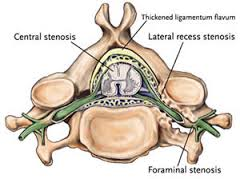 Thickened ligamentum flavum
Central stenosis
Lateral recess stenosis
Foraminal stenosis